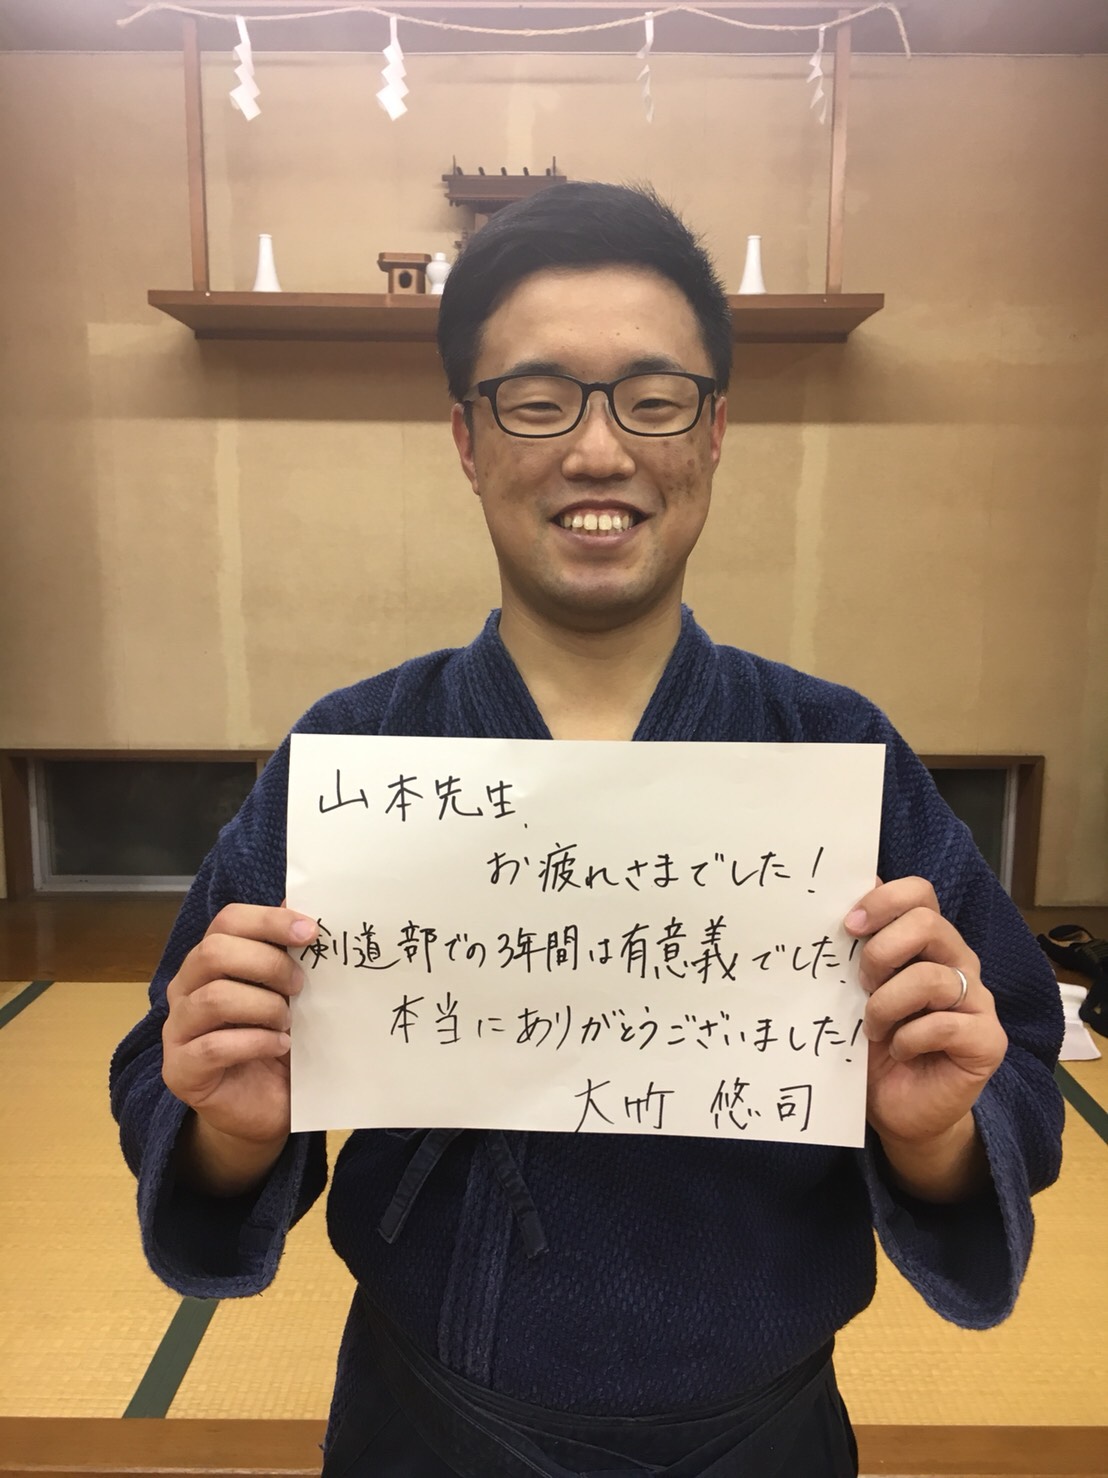 山本先生、
お疲れさまでした！
剣道部での3年間は有意義でした！
本当にありがとうございました！
大竹 悠司